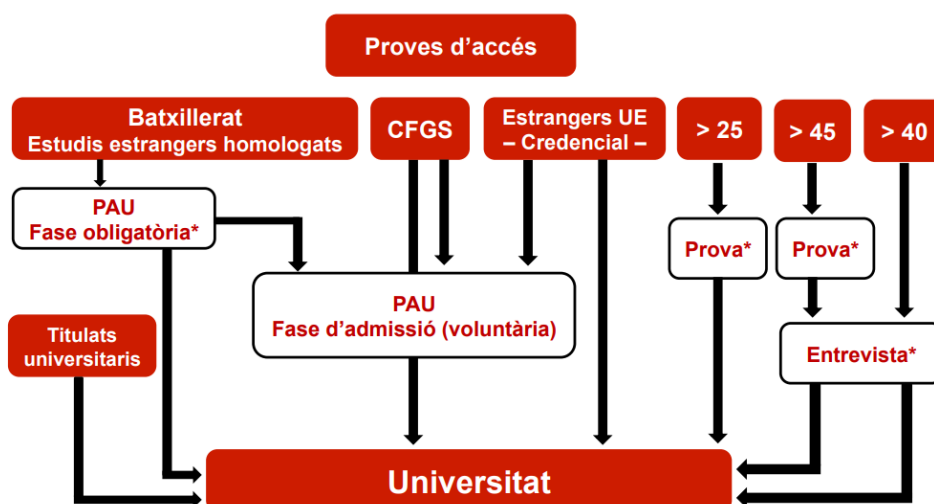 Proves d’accés
Batxillerat
Estudis estrangers homologats
CFGS
Estrangers UE
– Credencial –
> 25
> 45
> 40
PAU
Fase obligatòria*
Prova*
Prova*
PAU
Fase d’admissió (voluntària)
Titulats
universitaris
Entrevista*
Universitat